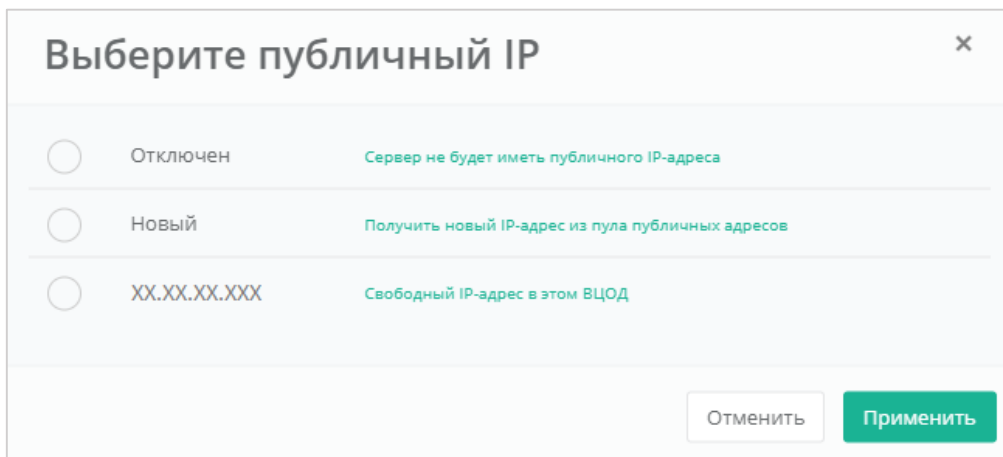 Выберите публичный IP
×
Отключен Сервер не будет иметь публичного IP-адреса
Новый Получить новый IP-адрес из пула публичных адресов
XX.XX.XX.XXX Свободный IP-адрес в этом ВЦОД
Отменить Применить